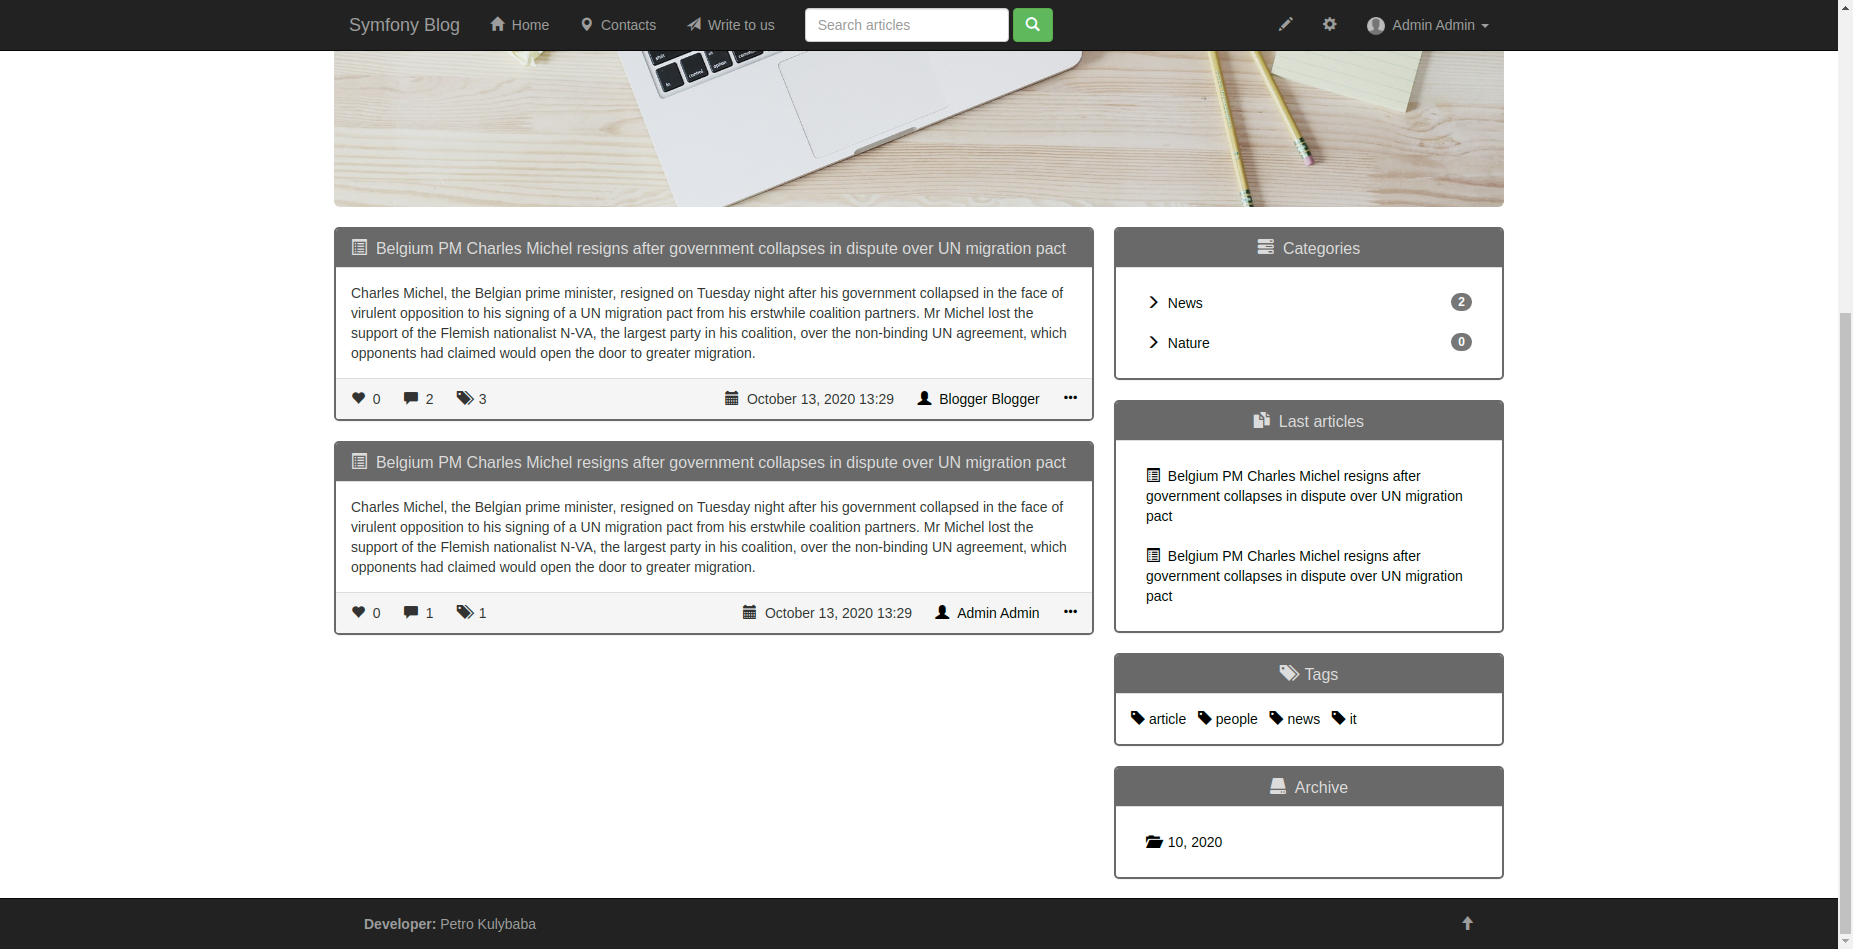 Symfony Blog Home Contacts Write to us Search articles Admin Admin
Belgium PM Charles Michel resigns after government collapses in dispute over UN migration pact
Charles Michel, the Belgian prime minister, resigned on Tuesday night after his government collapsed in the face of
virulent opposition to his signing of a UN migration pact from his erstwhile coalition partners. Mr Michel lost the
support of the Flemish nationalist N-VA, the largest party in his coalition, over the non-binding UN agreement, which
opponents had claimed would open the door to greater migration.
0 2 3 October 13, 2020 13:29 Blogger Blogger
Belgium PM Charles Michel resigns after government collapses in dispute over UN migration pact
Charles Michel, the Belgian prime minister, resigned on Tuesday night after his government collapsed in the face of
virulent opposition to his signing of a UN migration pact from his erstwhile coalition partners. Mr Michel lost the
support of the Flemish nationalist N-VA, the largest party in his coalition, over the non-binding UN agreement, which
opponents had claimed would open the door to greater migration.
0 1 1 October 13, 2020 13:29 Admin Admin
Categories
News 2
Nature 0
Last articles
Belgium PM Charles Michel resigns after
government collapses in dispute over UN migration
pact
Belgium PM Charles Michel resigns after
government collapses in dispute over UN migration
pact
Tags
article people news it
Archive
10, 2020
Developer: Petro Kulybaba